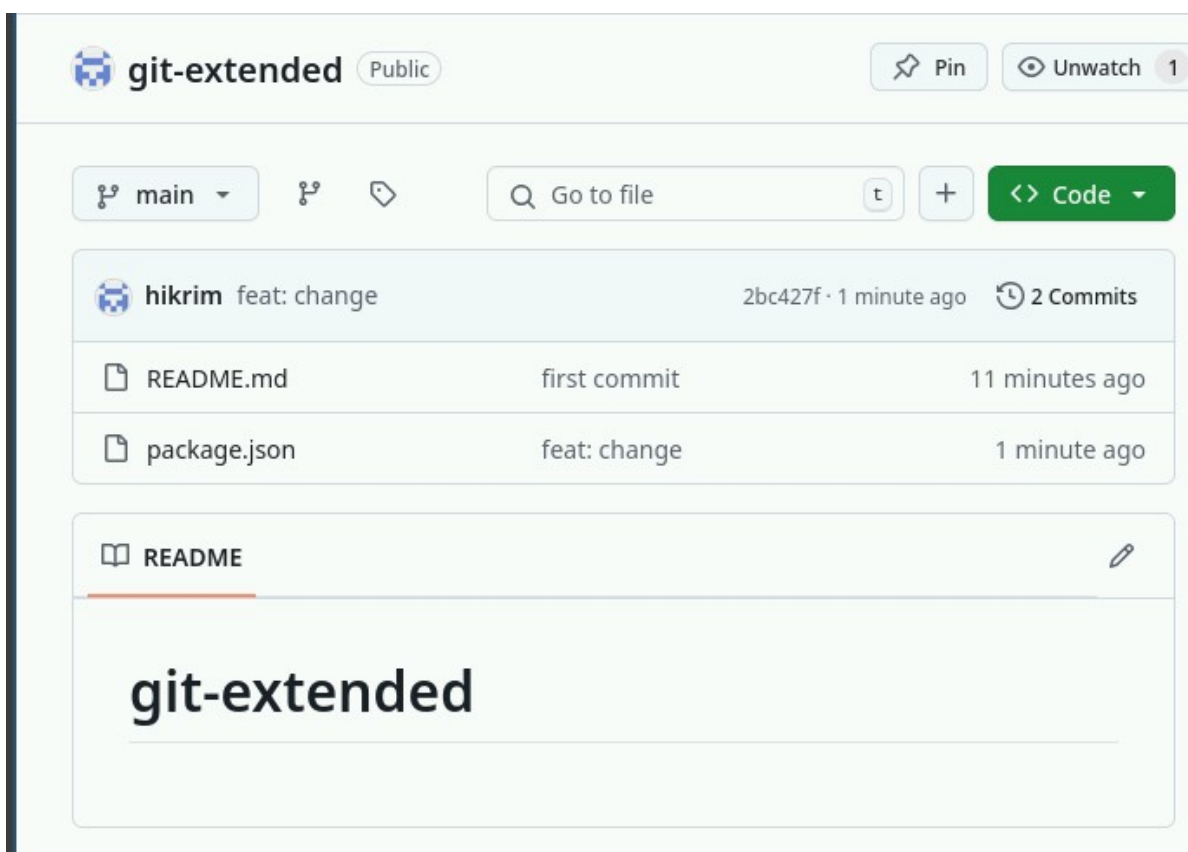 git-extended Public Pin Unwatch 1
main Go to file t Code
hikrim feat: change 2bc427f · 1 minute ago 2 Commits
README.md first commit 11 minutes ago
package.json feat: change 1 minute ago
README
git-extended